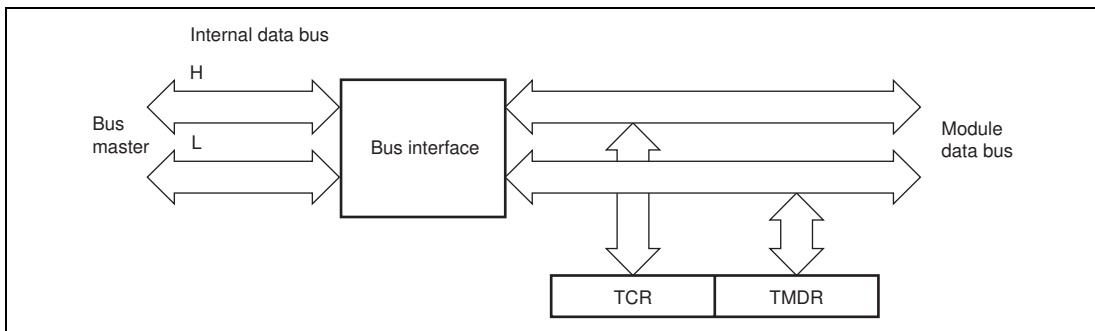 Internal data bus
H
Bus
master
L
Bus interface
Module
data bus
TCR
TMDR